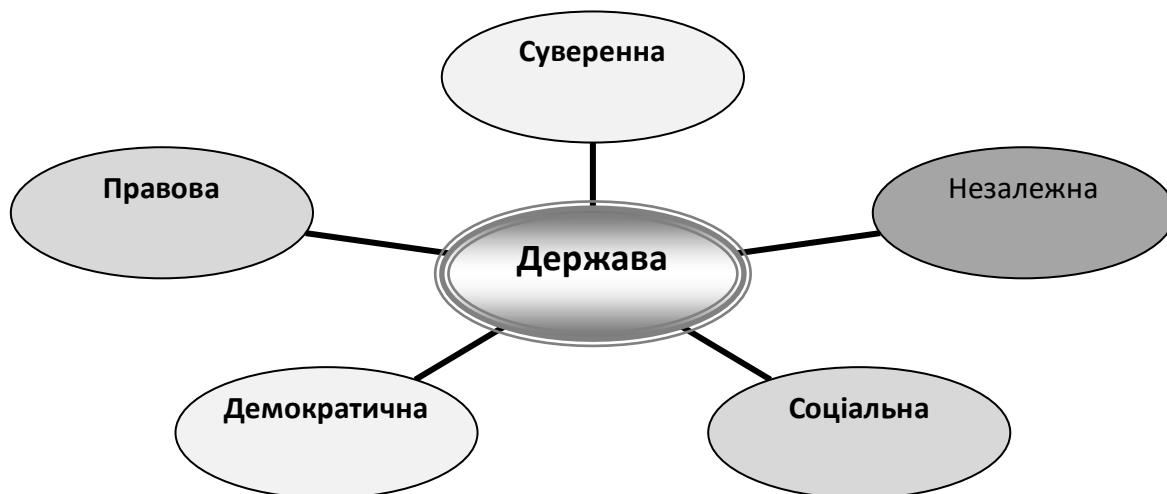 Суверенна
Правова
Незалежна
Держава
Демократична
Соціальна